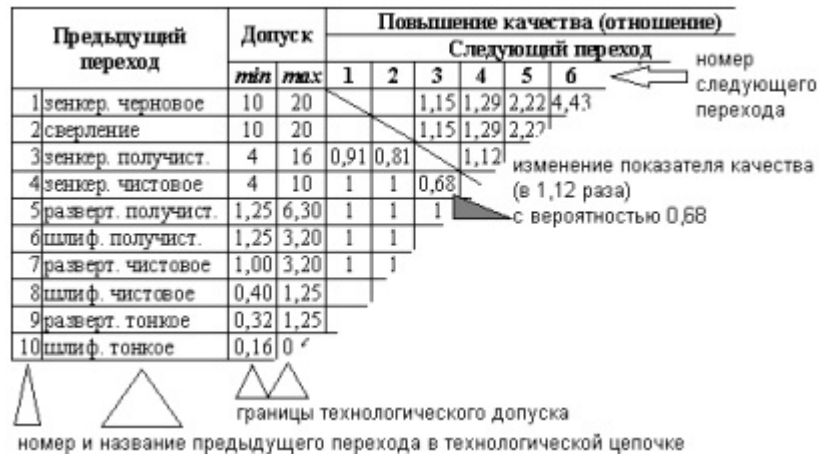 Предыдущий переход Допуск Повышение качества (отношение)
Следующий переход
min max 1 2 3 4 5 6
номер следующего перехода
1 зенкер. черновое 10 20 1,15 1,29 2,22 4,43
2 сверление 10 20 1,15 1,29 2,22
3 зенкер. получист. 4 16 0,91 0,81 1,12
4 зенкер. чистовое 4 10 1 1 0,68
изменение показателя качества
(в 1,12 раза)
с вероятностью 0,68
5 разверт. получист. 1,25 6,30 1 1 1
6 шлиф. получист. 1,25 3,20 1 1
7 разверт. чистовое 1,00 3,20 1 1
8 шлиф. чистовое 0,40 1,25
9 разверт. тонкое 0,32 1,25
10 шлиф. тонкое 0,16 0
границы технологического допуска
номер и название предыдущего перехода в технологической цепочке